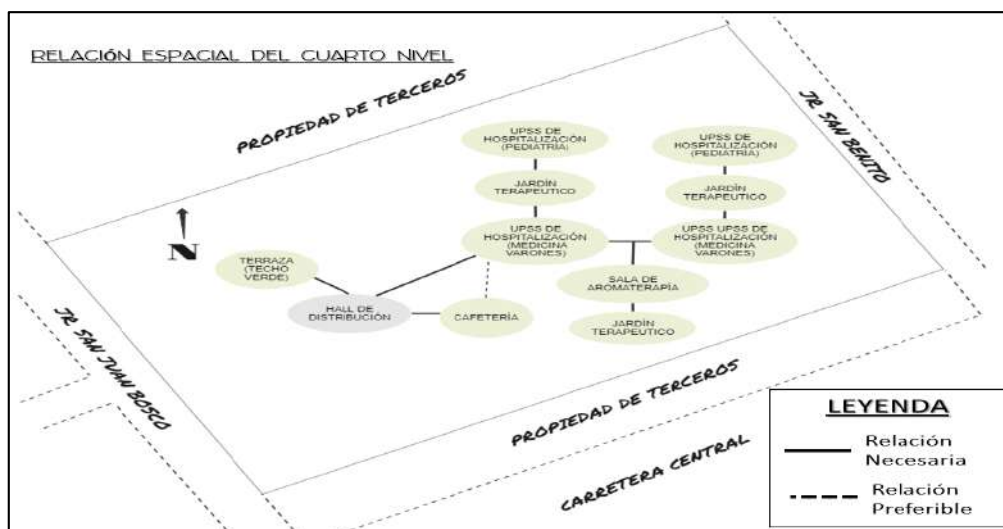 RELACIÓN ESPACIAL DEL CUARTO NIVEL
PROPIEDAD DE TERCEROS
JR SAN BENITO
UPSS DE
HOSPITALIZACIÓN
(PEDIATRÍA)
UPSS DE
HOSPITALIZACIÓN
(PEDIATRÍA)
JARDÍN
TERAPEUTICO
JARDÍN
TERAPEUTICO
N
UPSS DE
HOSPITALIZACIÓN
(MEDICINA
VARONES)
UPSS UPSS DE
HOSPITALIZACIÓN
(MEDICINA
VARONES)
TERRAZA
(TECHO
VERDE)
SALA DE
AROMATERAPÍA
HALL DE
DISTRIBUCIÓN
CAFETERÍA
JARDÍN
TERAPEUTICO
JR SAN JUAN BOSCO
PROPIEDAD DE TERCEROS
CARRETERA CENTRAL
LEYENDA
Relación
Necesaria
Relación
Preferible